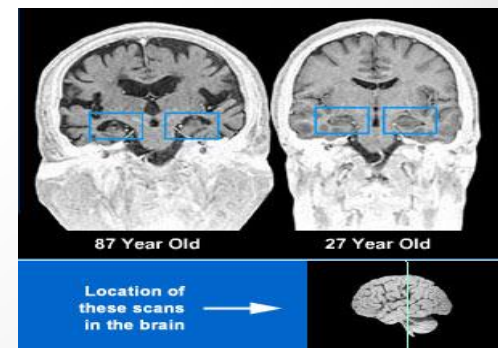 87 Year Old
27 Year Old
Location of
these scans
in the brain